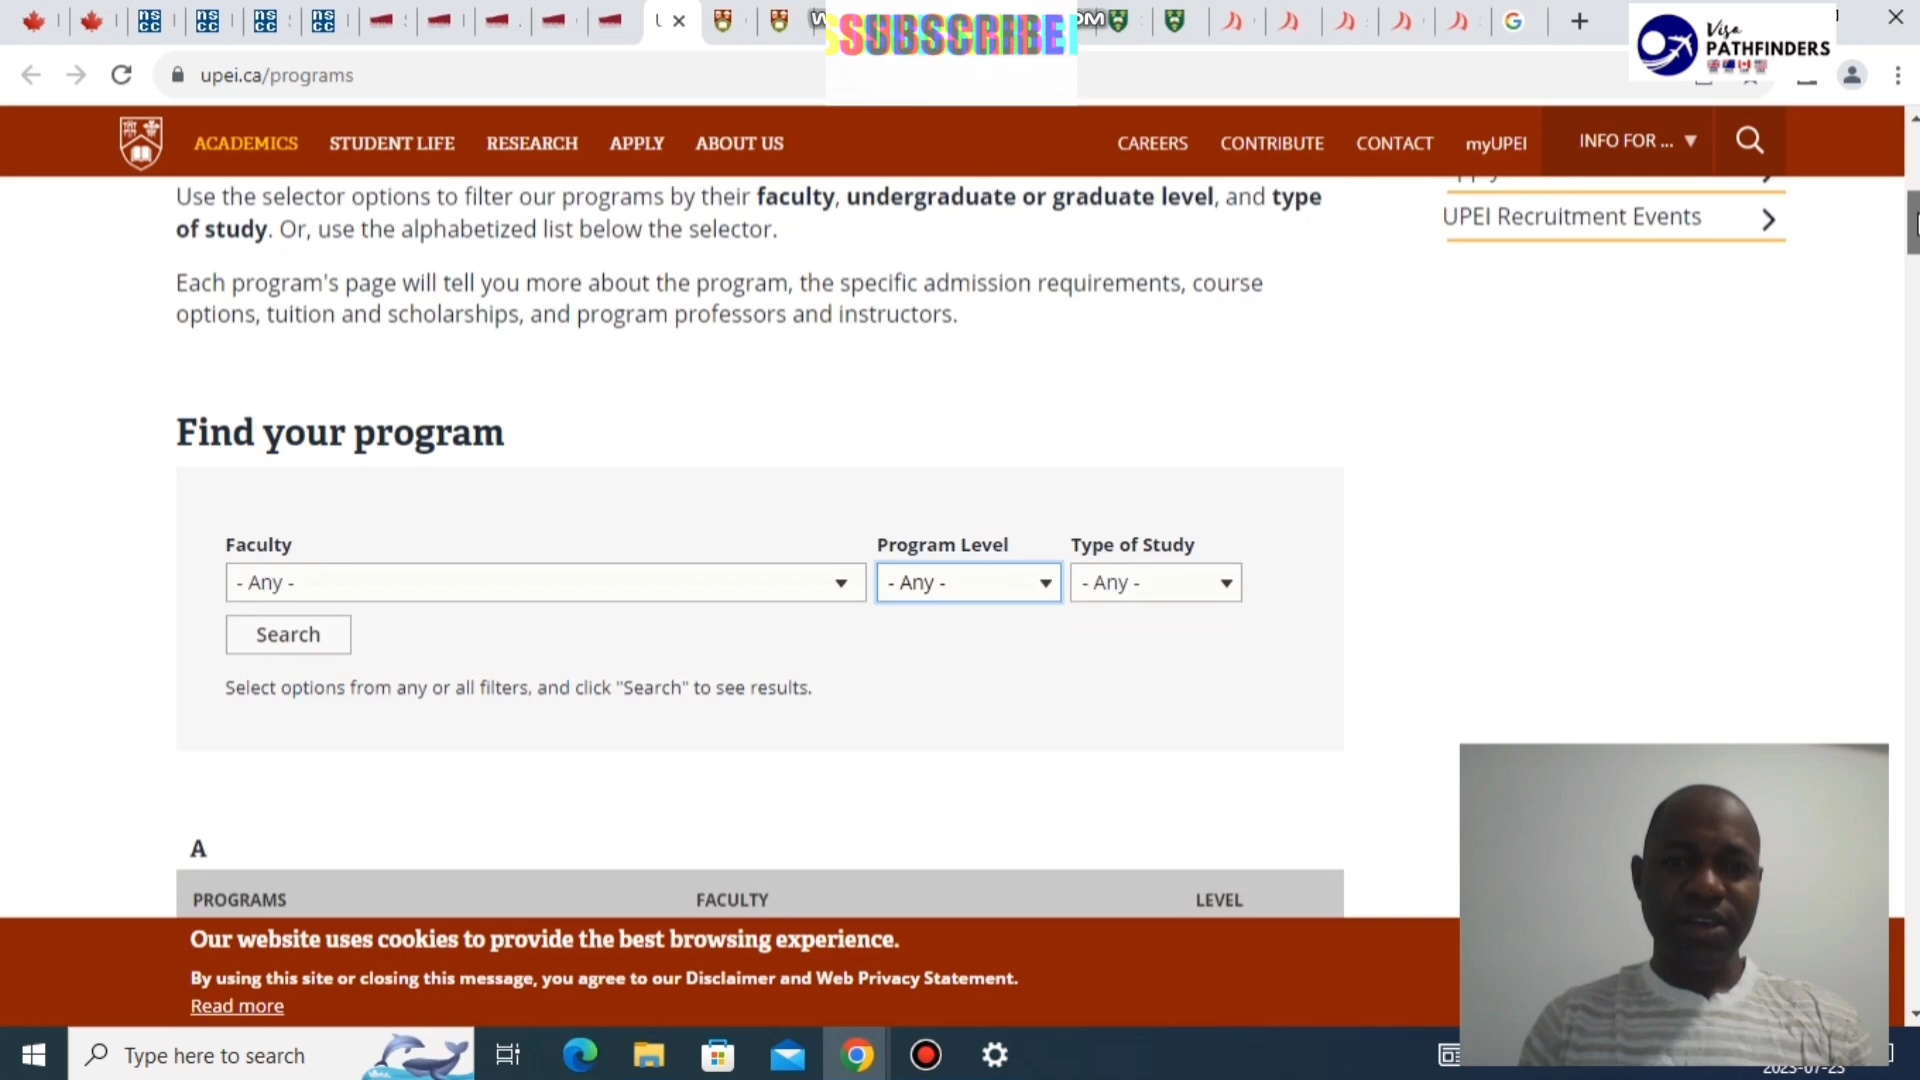 SUBSCRIBE
Visa
PATHFINDERS
upei.ca/programs
ACADEMICS STUDENT LIFE RESEARCH APPLY ABOUT US CAREERS CONTRIBUTE CONTACT myUPEI INFO FOR ...
Use the selector options to filter our programs by their faculty, undergraduate or graduate level, and type
of study. Or, use the alphabetized list below the selector.
UPEI Recruitment Events
Each program's page will tell you more about the program, the specific admission requirements, course
options, tuition and scholarships, and program professors and instructors.
Find your program
Faculty Program Level Type of Study
- Any - - Any - - Any -
Search
Select options from any or all filters, and click "Search" to see results.
A
PROGRAMS FACULTY LEVEL
Our website uses cookies to provide the best browsing experience.
By using this site or closing this message, you agree to our Disclaimer and Web Privacy Statement.
Read more
Type here to search
2023-07-23